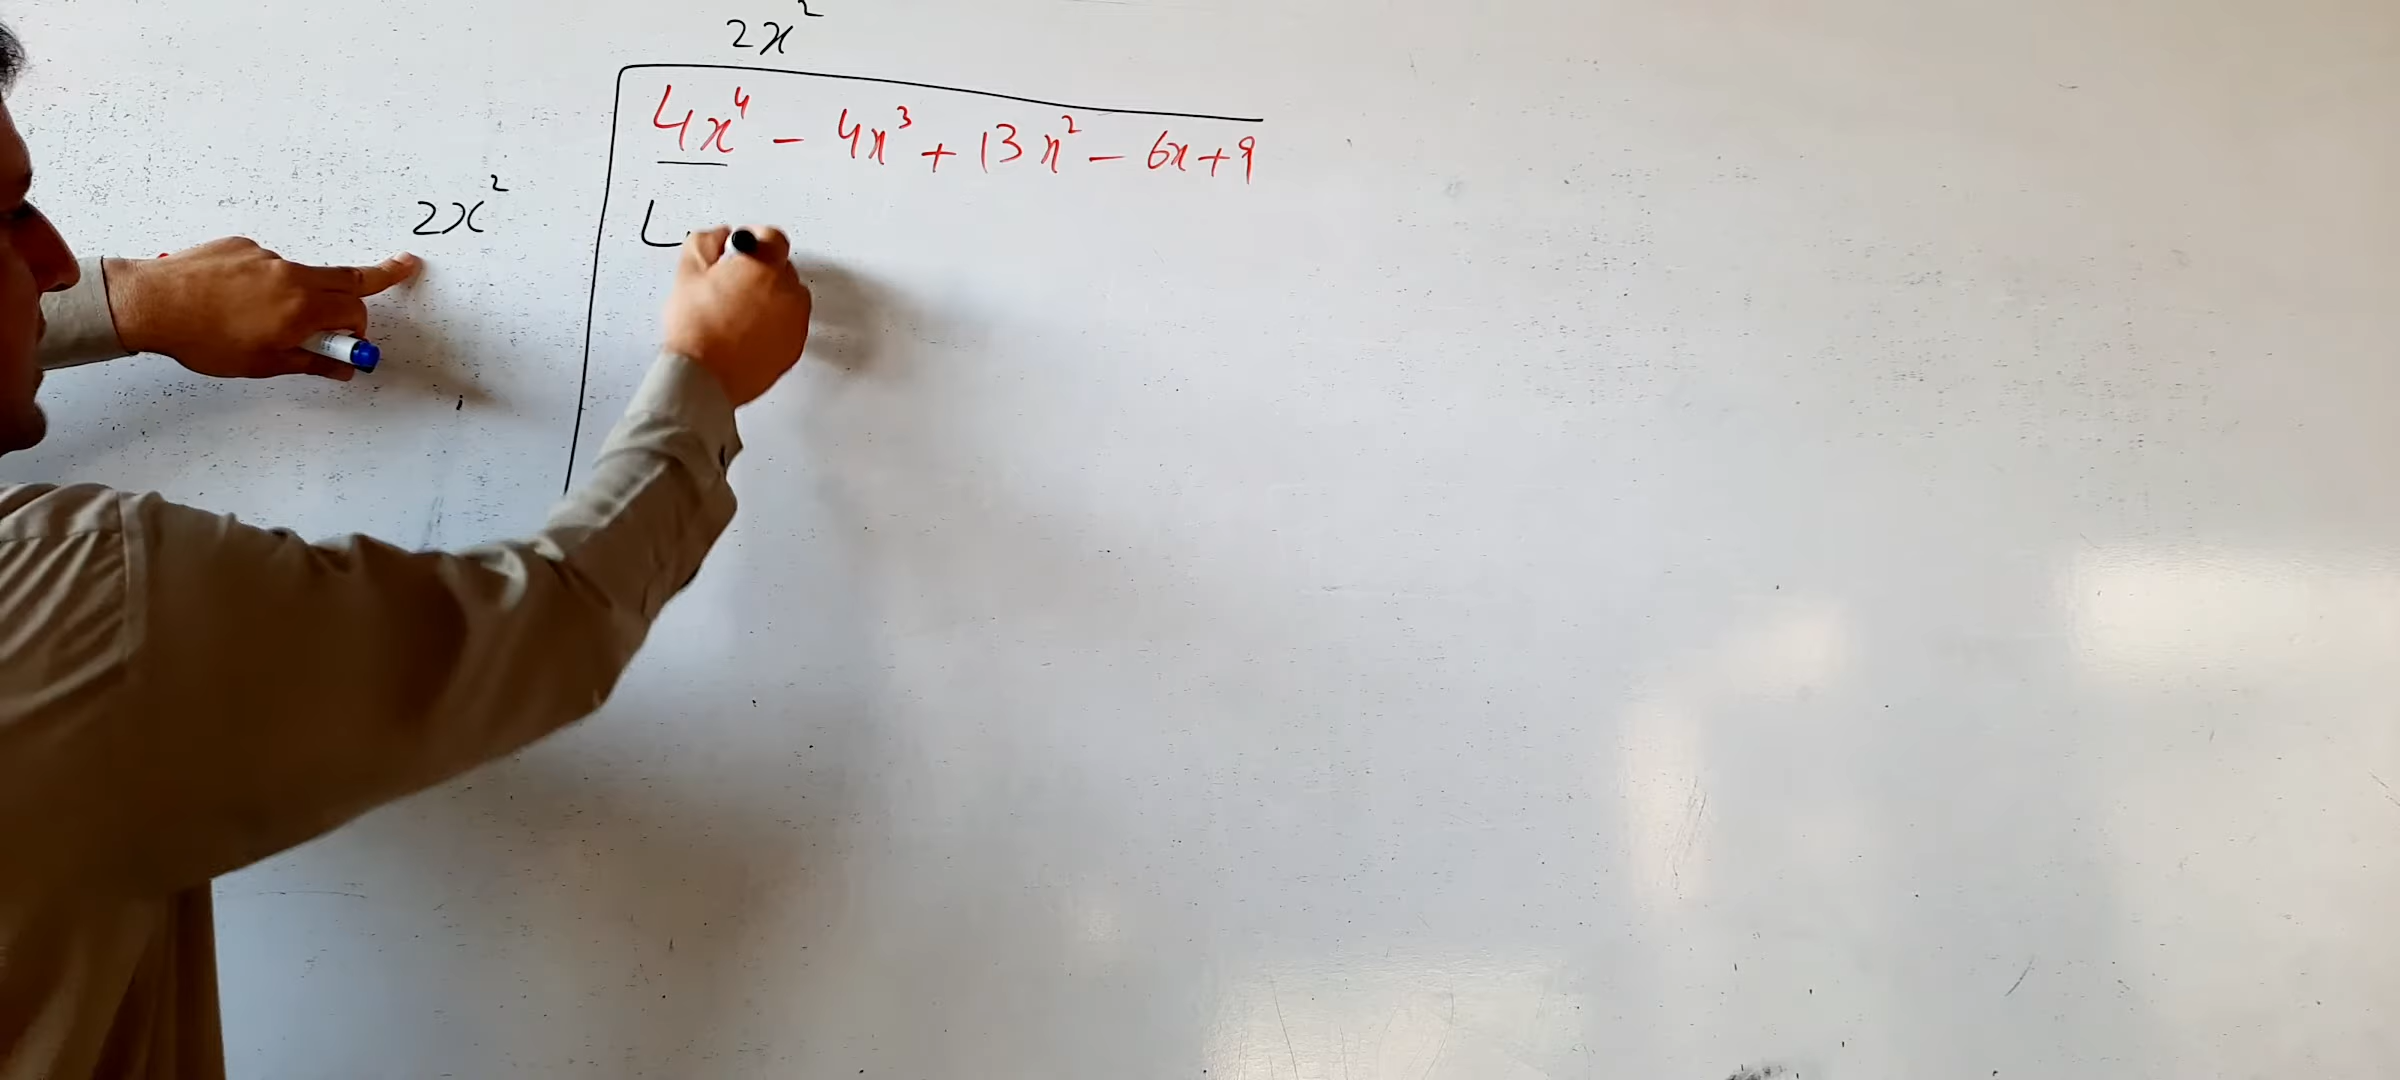 2x²
4x⁴ - 4x³ + 13x² - 6x + 9
2x²